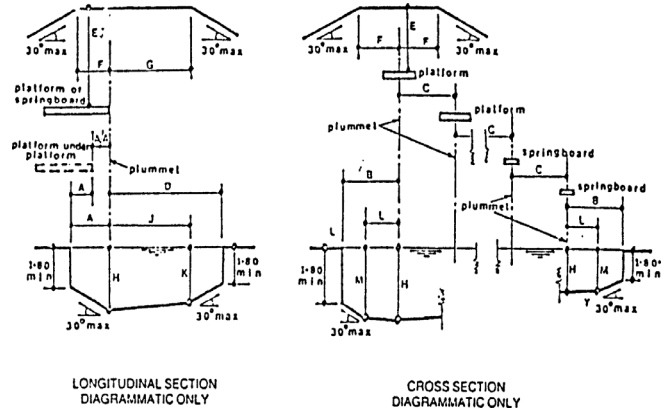 30°max
E
F
G
30°max
platform or
springboard
A/A
platform under
platform
plummet
A
D
A
J
1·80
min
H
K
1·80
min
30°max
30°max
LONGITUDINAL SECTION
DIAGRAMMATIC ONLY
30°max
F
E
F
30°max
platform
C
platform
plummet
C
springboard
C
springboard
B
plummet
B
L
L
L
1·80
min
M
H
H
M
1·80
min
30°max
Y
30°max
CROSS SECTION
DIAGRAMMATIC ONLY